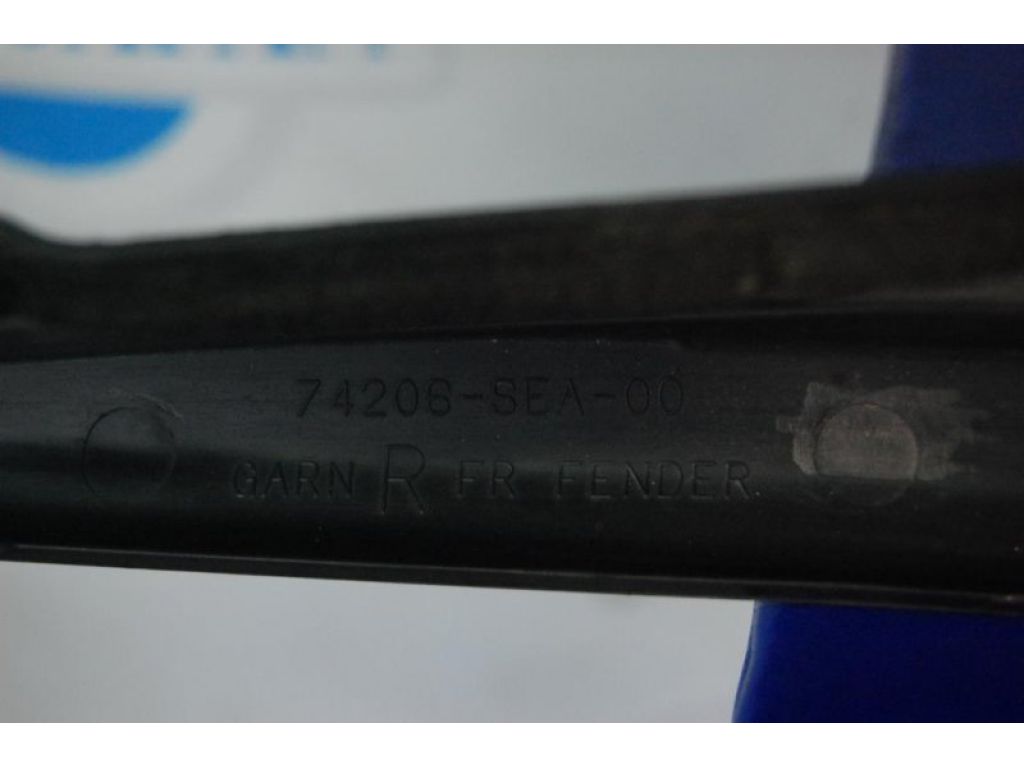 74206-SEA-00
GARN R FR FENDER